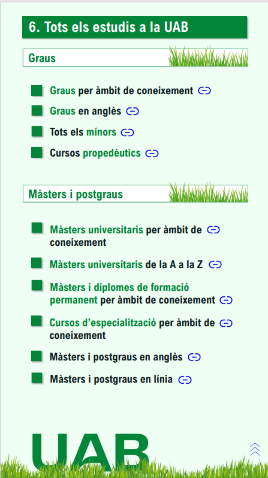 6. Tots els estudis a la UAB
Graus
Graus per àmbit de coneixement
Graus en anglès
Tots els mínors
Cursos propedèutics
Màsters i postgraus
Màsters universitaris per àmbit de
coneixement
Màsters universitaris de la A a la Z
Màsters i diplomes de formació
permanent per àmbit de coneixement
Cursos d'especialització per àmbit de
coneixement
Màsters i postgraus en anglès
Màsters i postgraus en línia
UAB